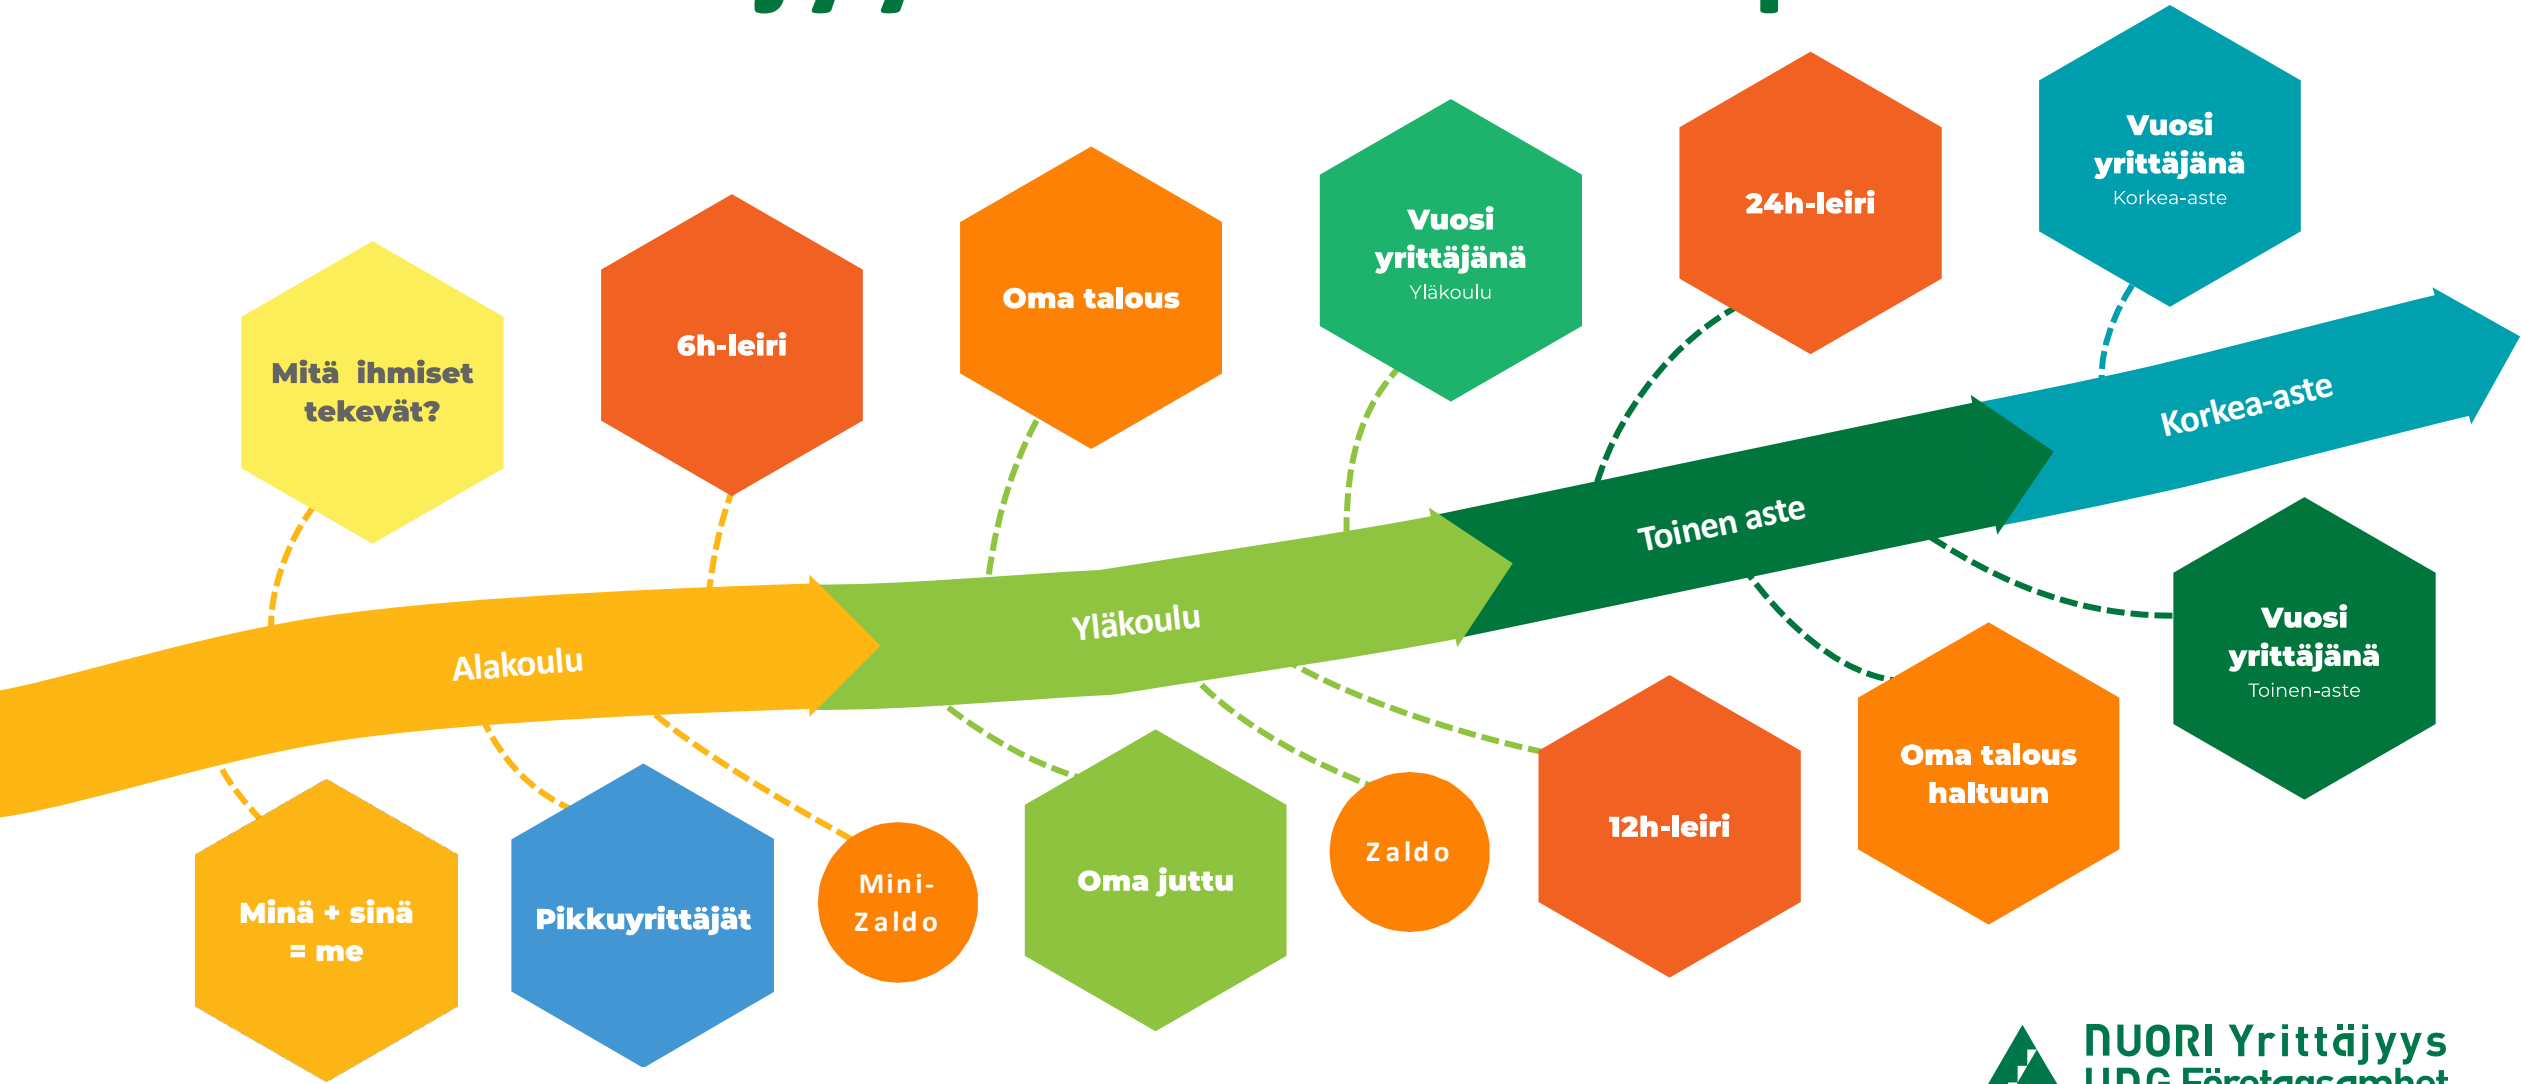 Vuosi
yrittäjänä
Korkea-aste
24h-leiri
Vuosi
yrittäjänä
Yläkoulu
Oma talous
6h-leiri
Mitä ihmiset
tekevät?
Korkea-aste
Toinen aste
Yläkoulu
Alakoulu
Vuosi
yrittäjänä
Toinen-aste
Oma talous
haltuun
12h-leiri
Zaldo
Oma juttu
Mini-
Zaldo
Pikkuyrittäjät
Minä + sinä
= me
NUORI Yrittäjyys
UNG Företagsamhet